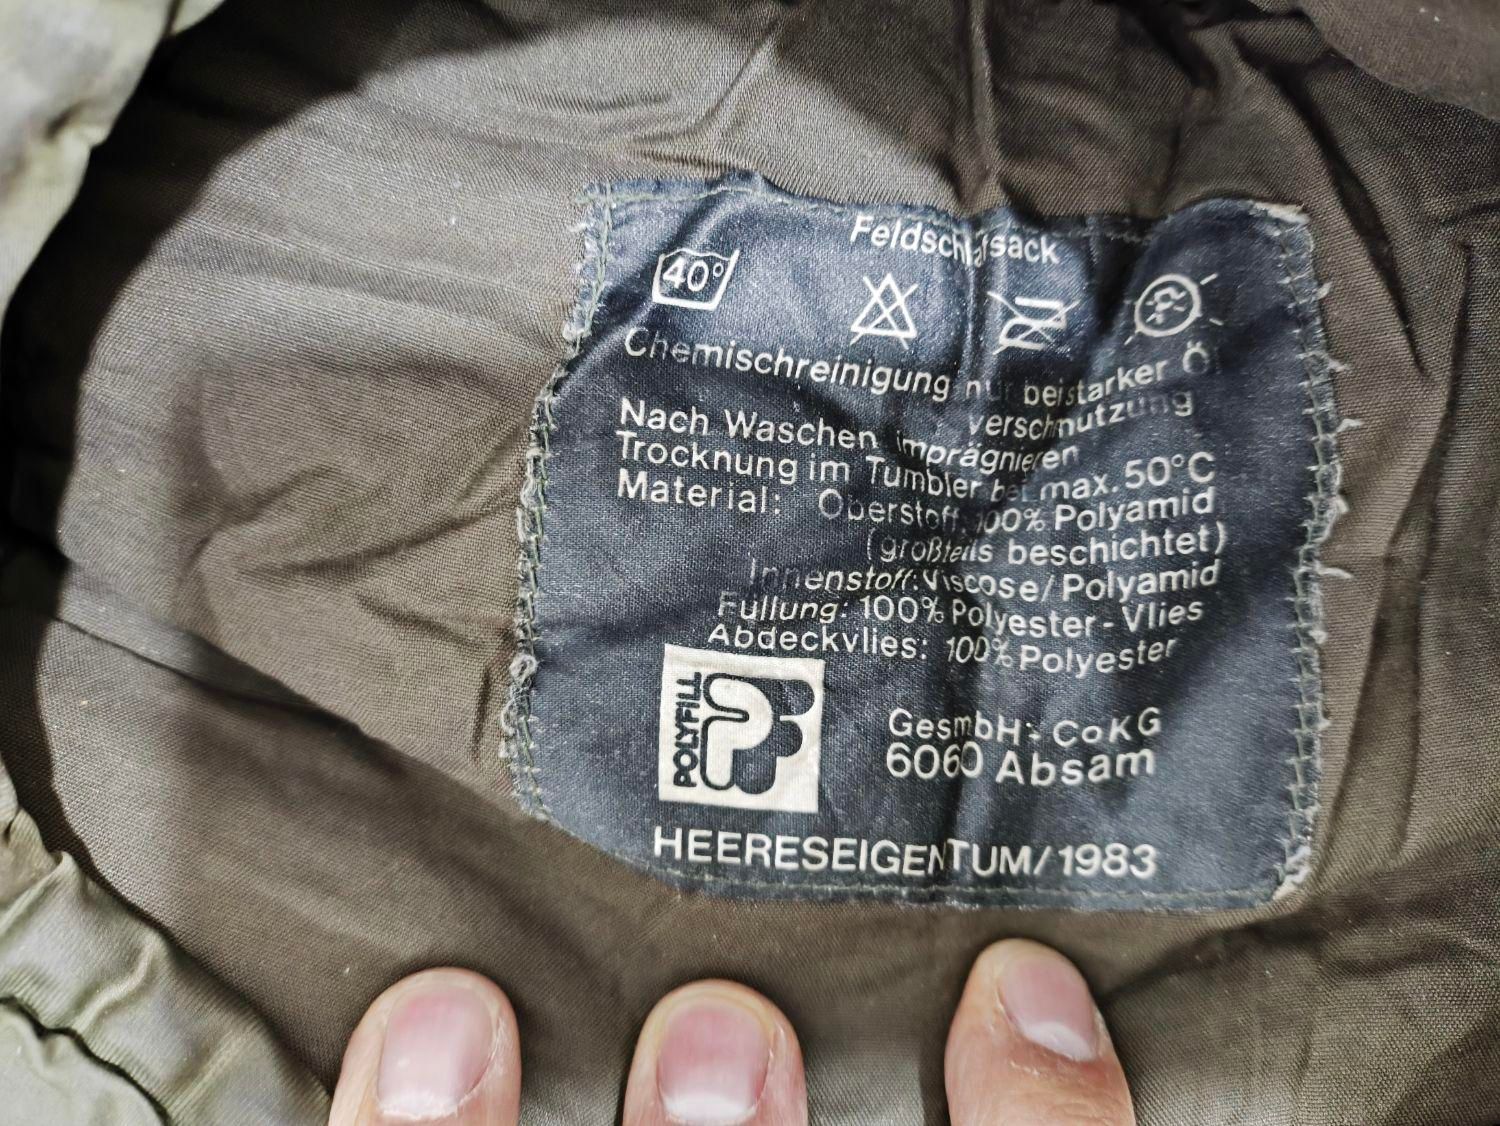 Feldschlafsack
40°
Chemischreinigung nur bei starker Öl
verschmutzung
Nach Waschen imprägnieren
Trocknung im Tumbler bei max. 50°C
Material: Oberstoff: 100% Polyamid
(großteils beschichtet)
Innenstoff: Viscose/Polyamid
Füllung: 100% Polyester-Vlies
Abdeckvlies: 100% Polyester
POLYFILL
GesmbH: CoKG
6060 Absam
HEERESEIGENTUM/1983